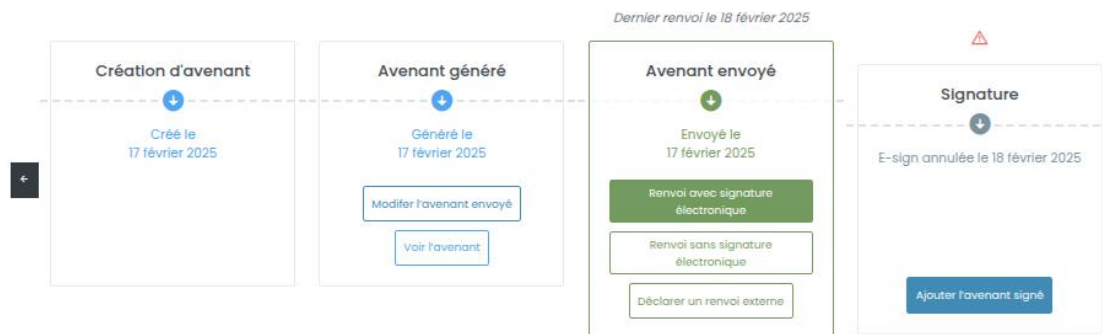 Dernier renvoi le 18 février 2025
Création d'avenant
Créé le
17 février 2025
Avenant généré
Généré le
17 février 2025
Modifer l'avenant envoyé
Voir l'avenant
Avenant envoyé
Envoyé le
17 février 2025
Renvoi avec signature
électronique
Renvoi sans signature
électronique
Déclarer un renvoi externe
Signature
E-sign annulée le 18 février 2025
Ajouter l'avenant signé